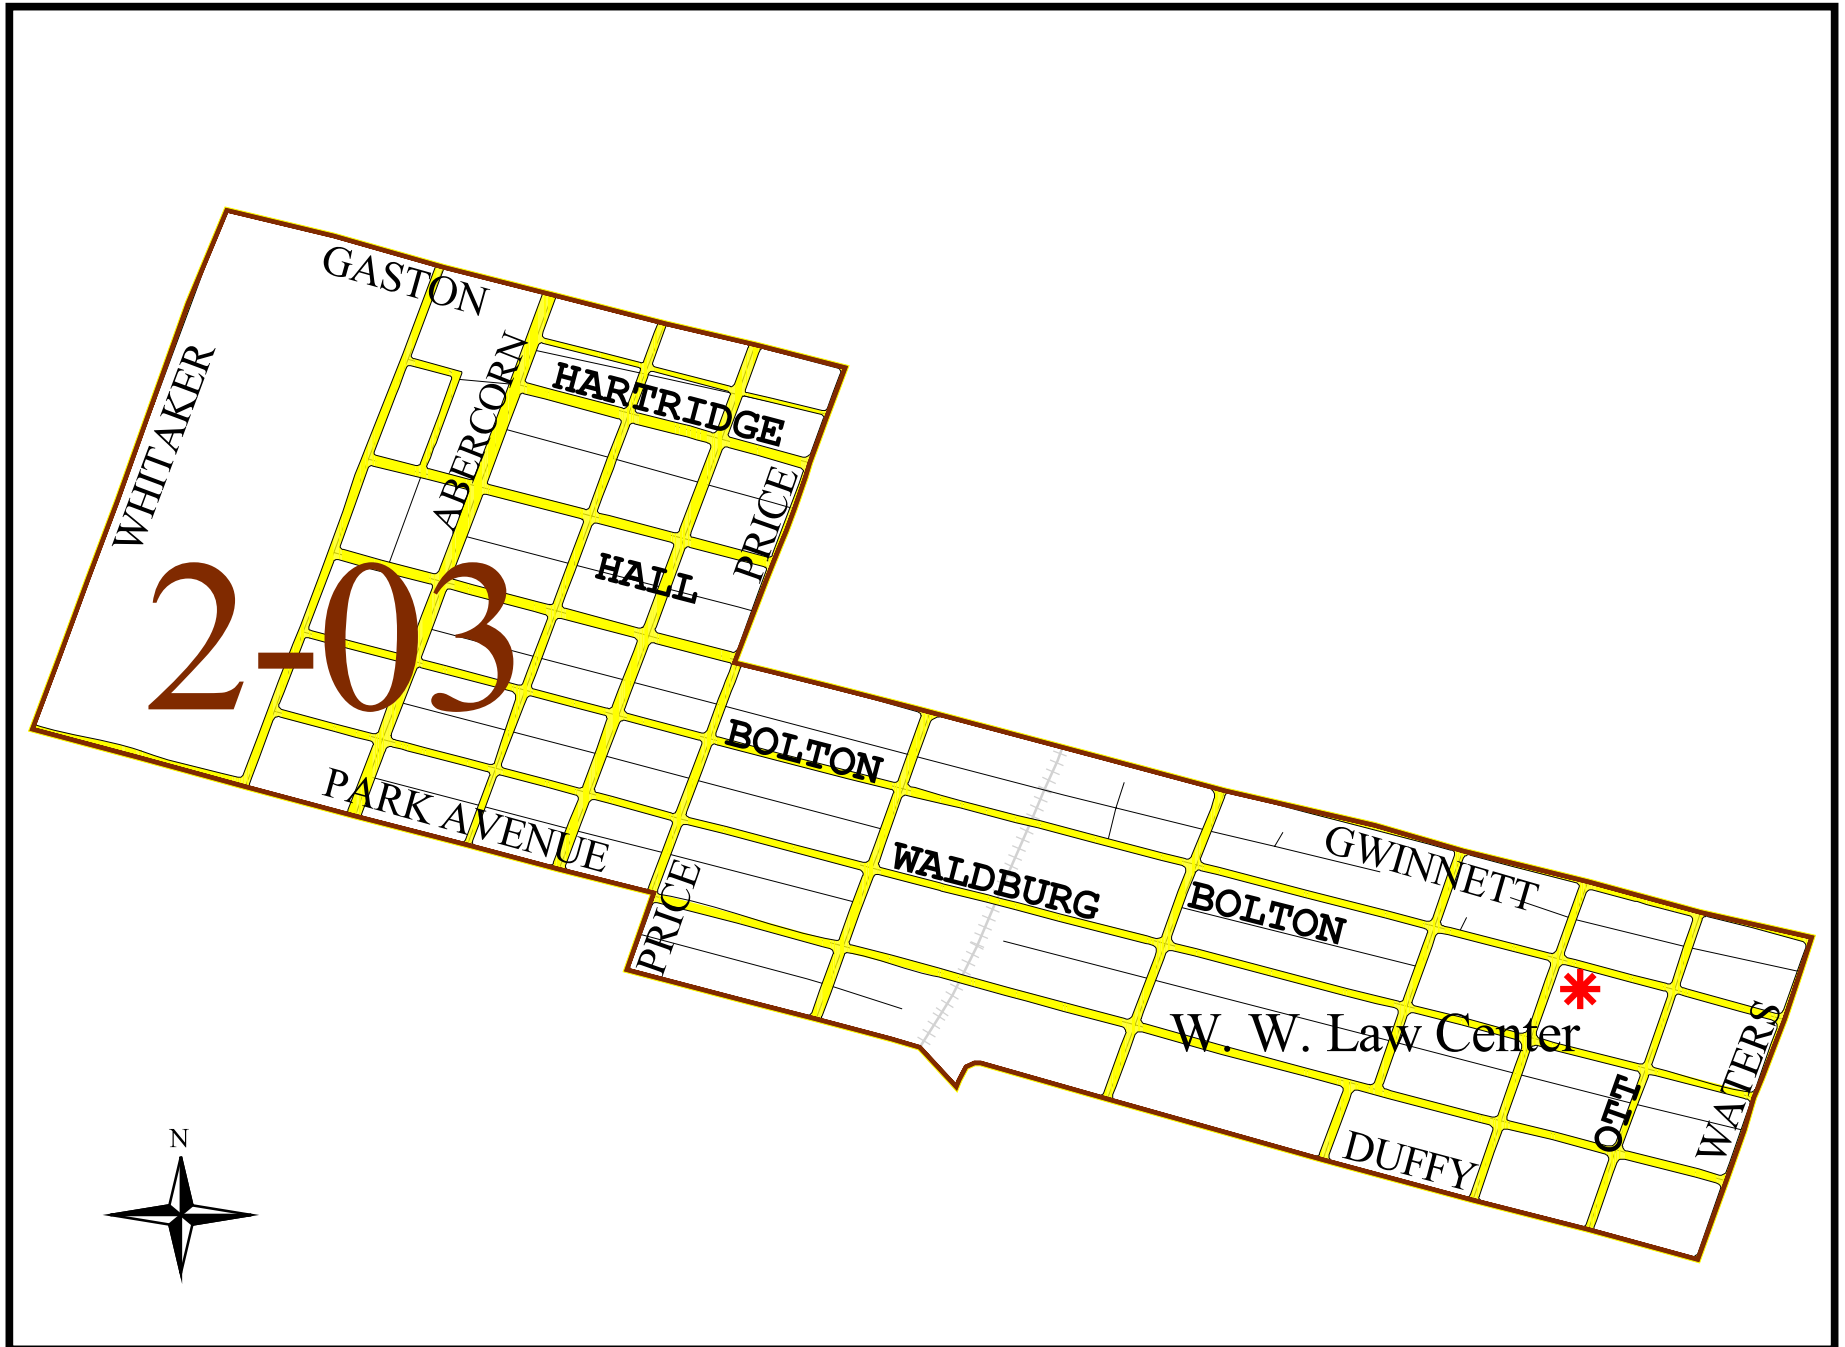 GASTON
WHITAKER
ABERCORN
HARTRIDGE
PRICE
HALL
2-03
BOLTON
PARK AVENUE
PRICE
WALDBURG
BOLTON
GWINNETT
W. W. Law Center
OTT
WATERS
DUFFY
N